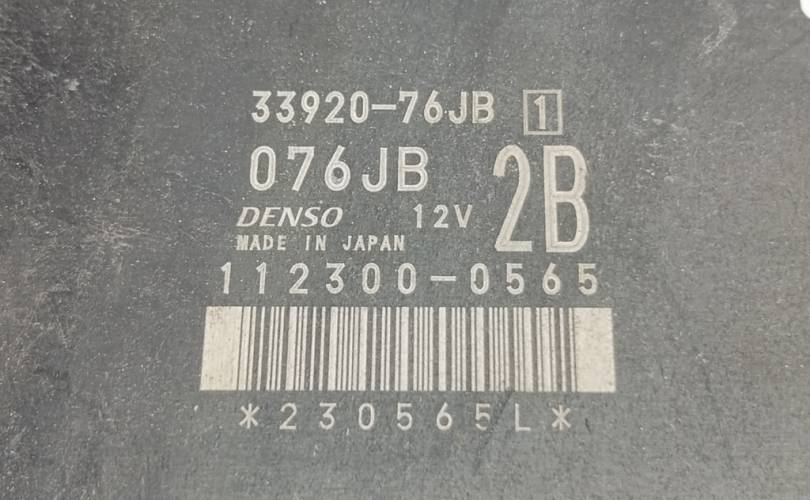 33920-76JB 1
076JB 2B
DENSO 12V
MADE IN JAPAN
112300-0565
*230565L*